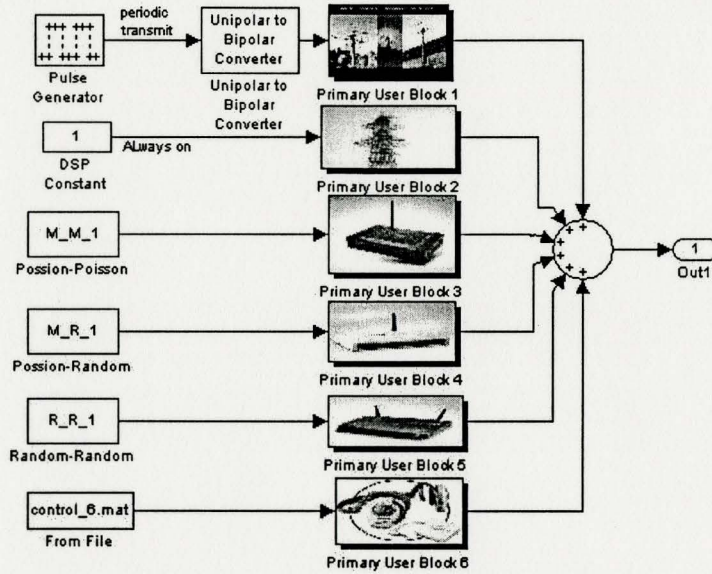 periodic
transmit
Pulse
Generator
Unipolar to
Bipolar
Converter
Unipolar to
Bipolar
Converter
Primary User Block 1
1
DSP
Constant
ALways on
Primary User Block 2
M_M_1
Possion-Poisson
Primary User Block 3
1
Out1
M_R_1
Possion-Random
Primary User Block 4
R_R_1
Random-Random
Primary User Block 5
control_6.mat
From File
Primary User Block 6